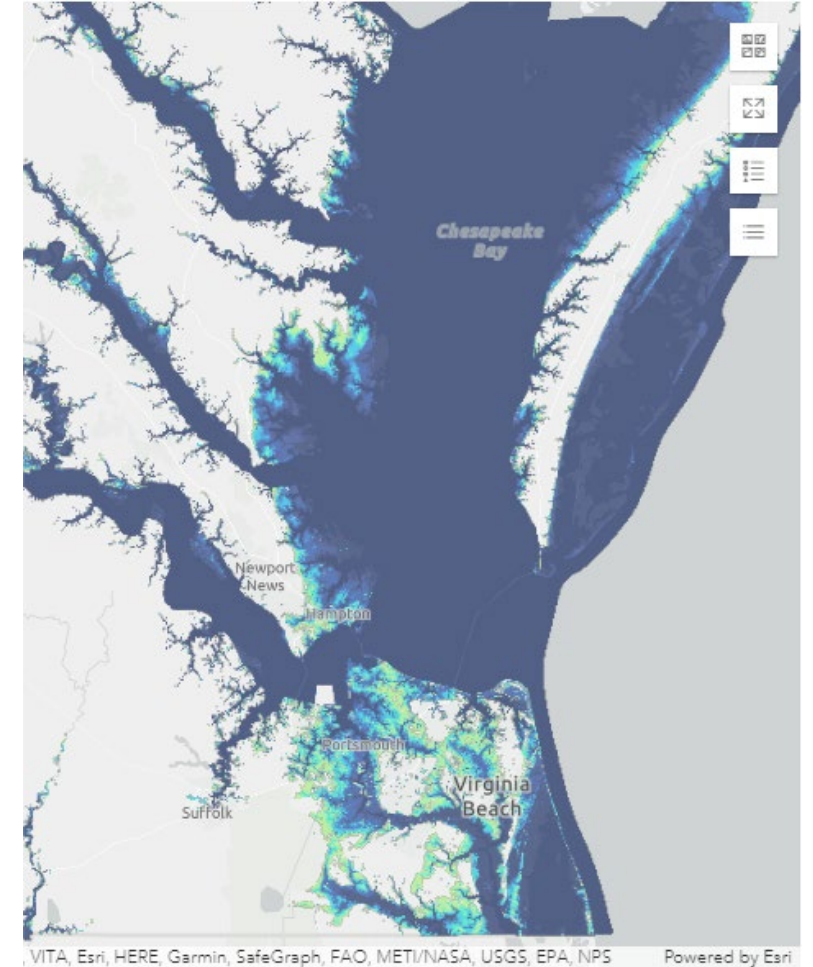 Chesapeake
Bay
Newport
News
Hampton
Portsmouth
Virginia
Beach
Suffolk
, VITA, Esri, HERE, Garmin, SafeGraph, FAO, METI/NASA, USGS, EPA, NPS
Powered by Esri